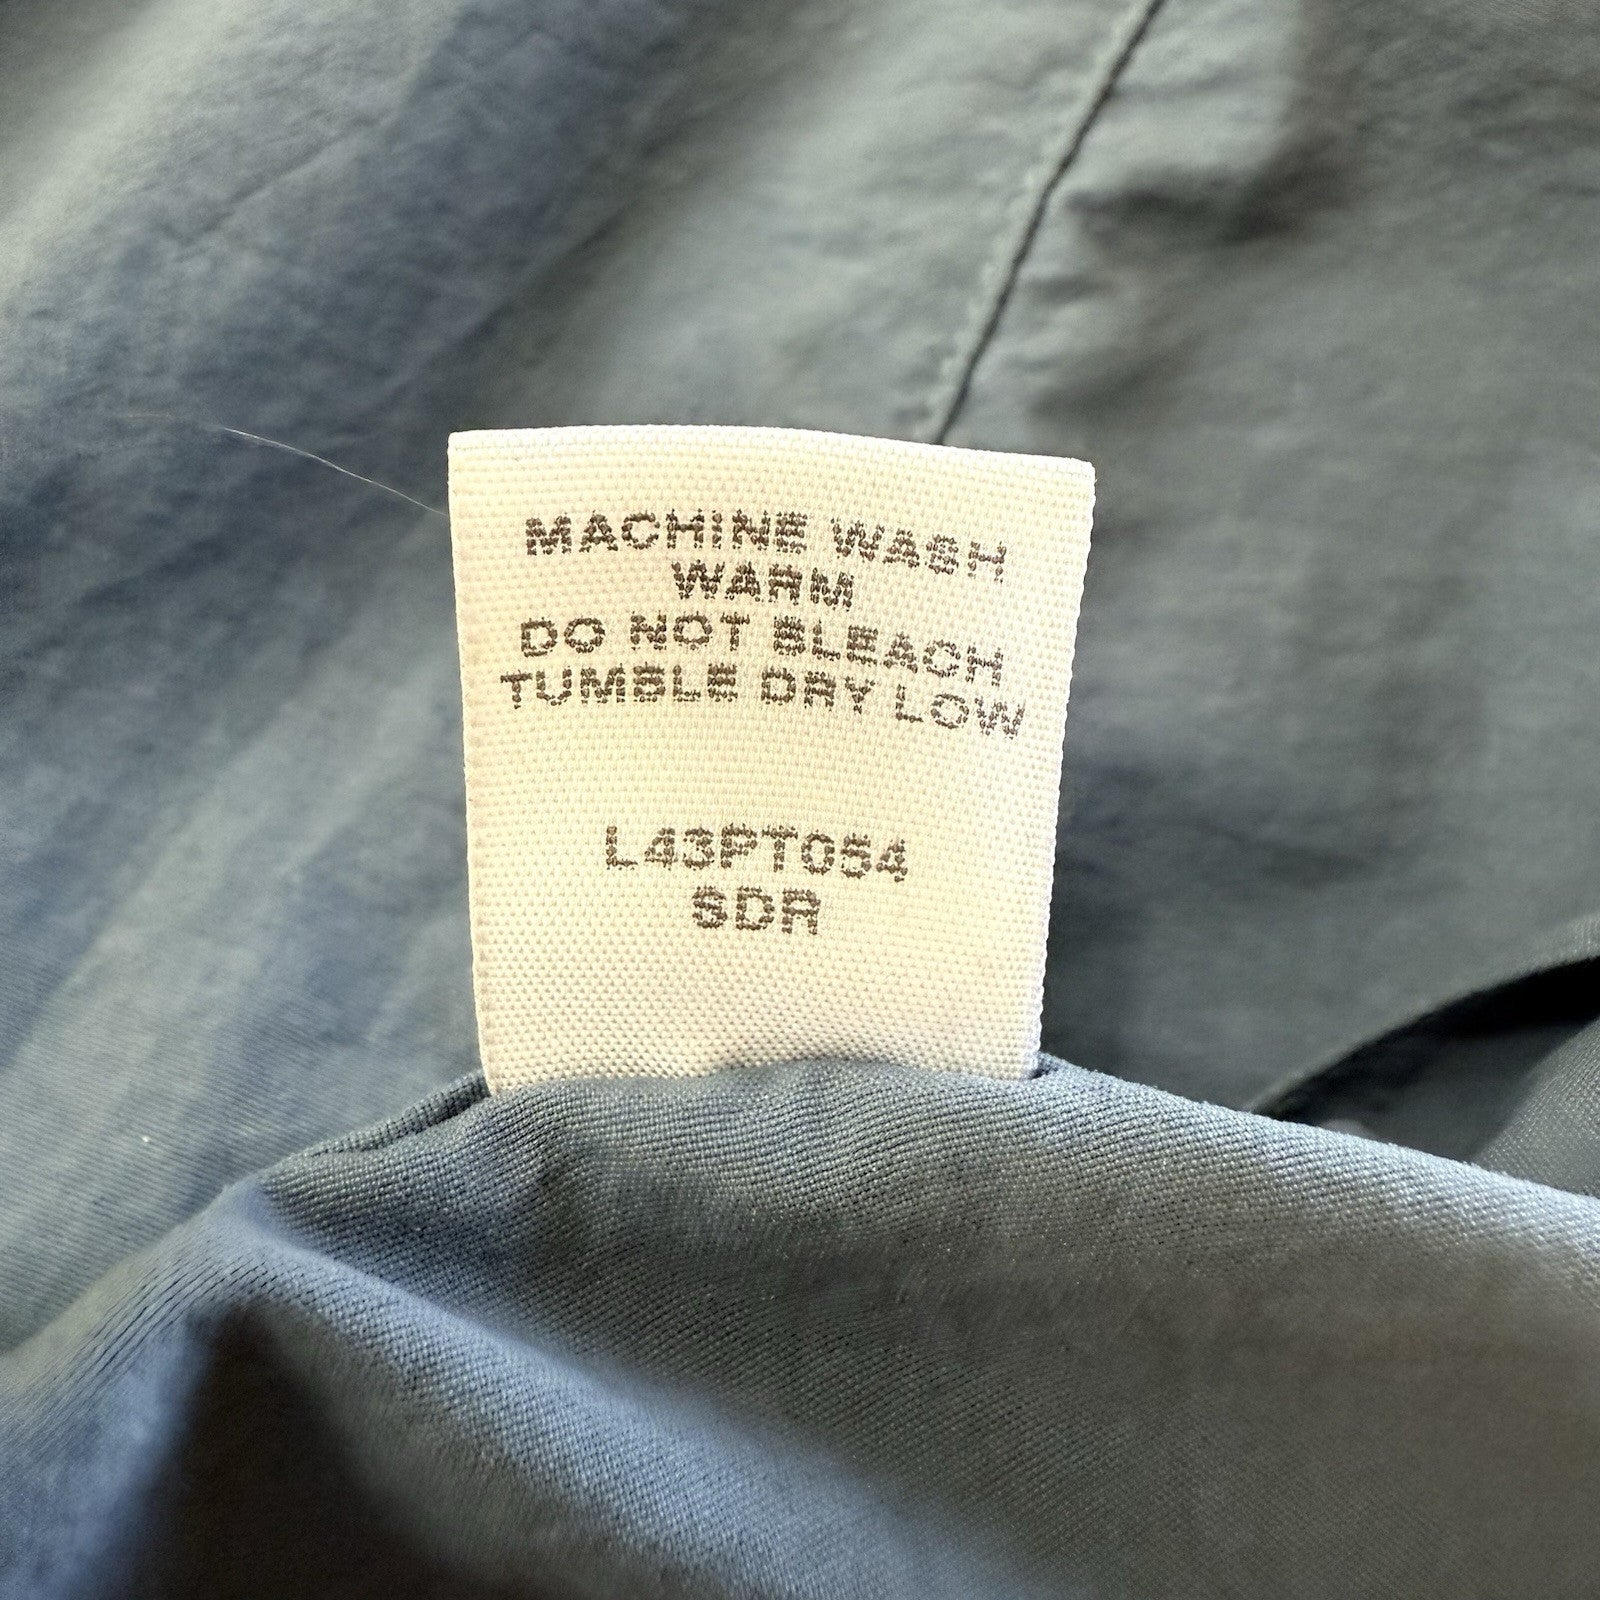 MACHINE WASH
WARM
DO NOT BLEACH
TUMBLE DRY LOW
L43PT054
SDR